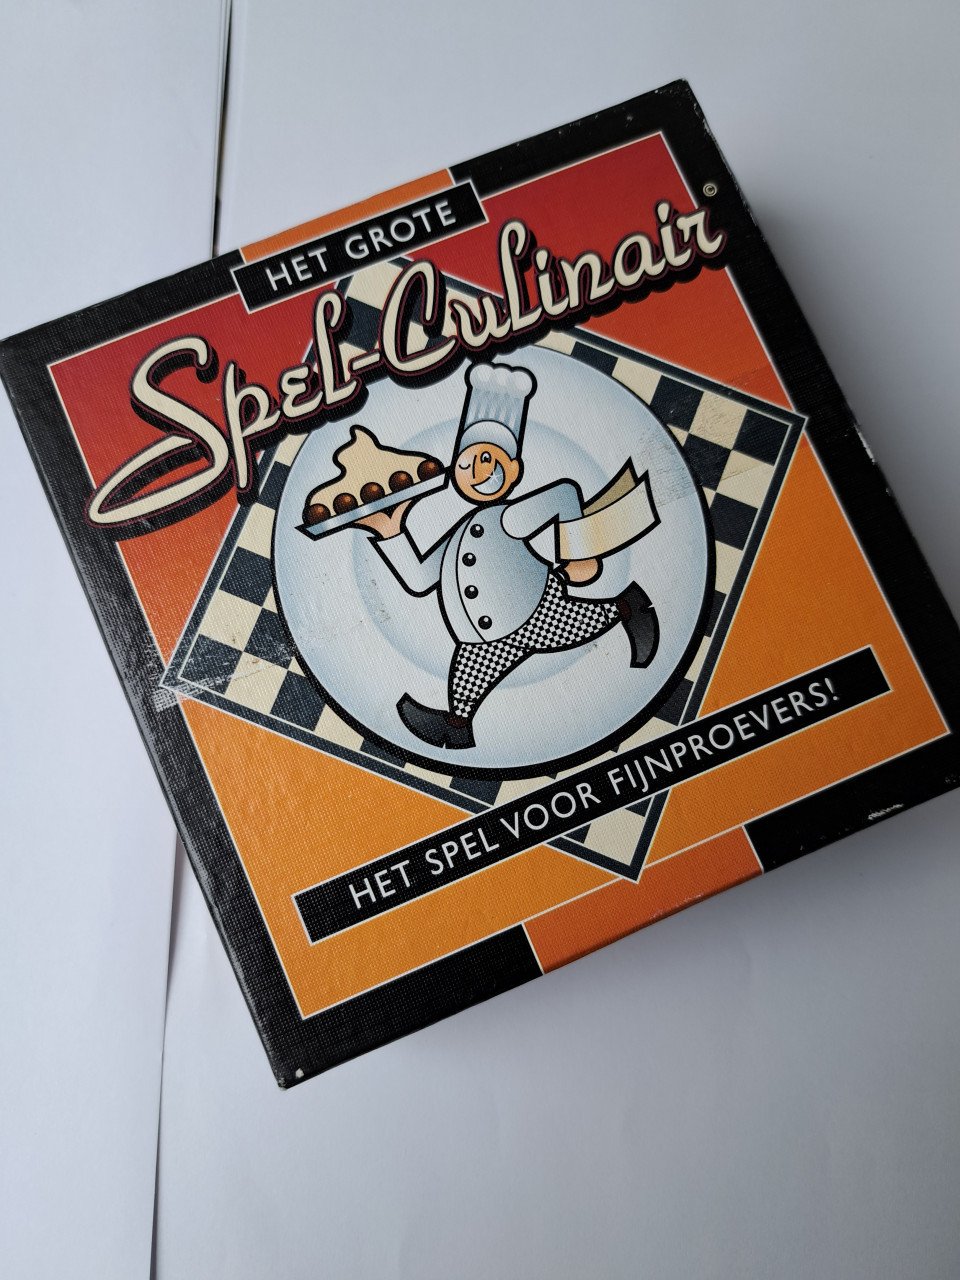 HET GROTE
Spel-Culinair
©
HET SPEL VOOR FIJNPROEVERS!